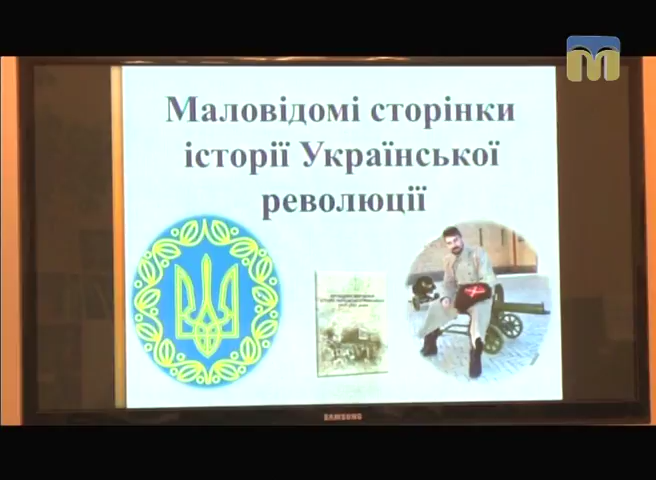 Маловідомі сторінки
історії Української
революції
SAMSUNG